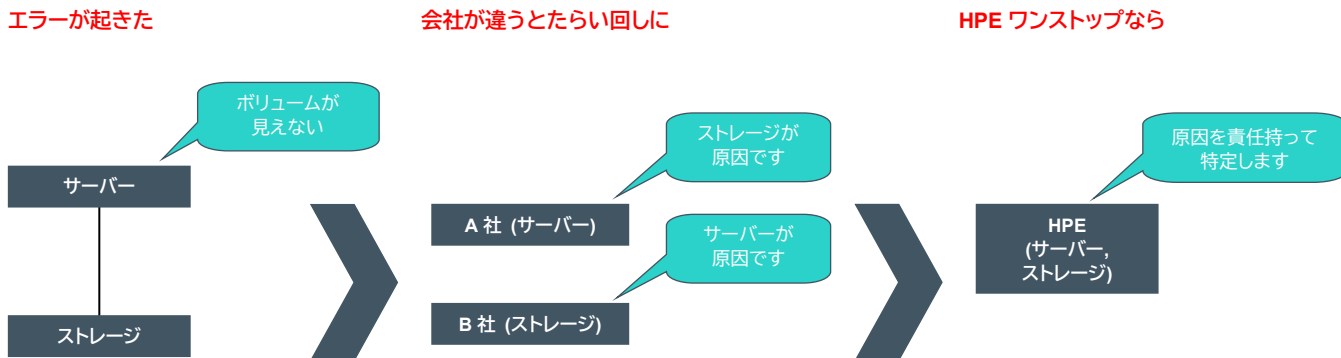 エラーが起きた
ボリュームが
見えない
サーバー
ストレージ
会社が違うとたらい回しに
ストレージが
原因です
A 社 (サーバー)
サーバーが
原因です
B 社 (ストレージ)
HPE ワンストップなら
原因を責任持って
特定します
HPE
(サーバー,
ストレージ)